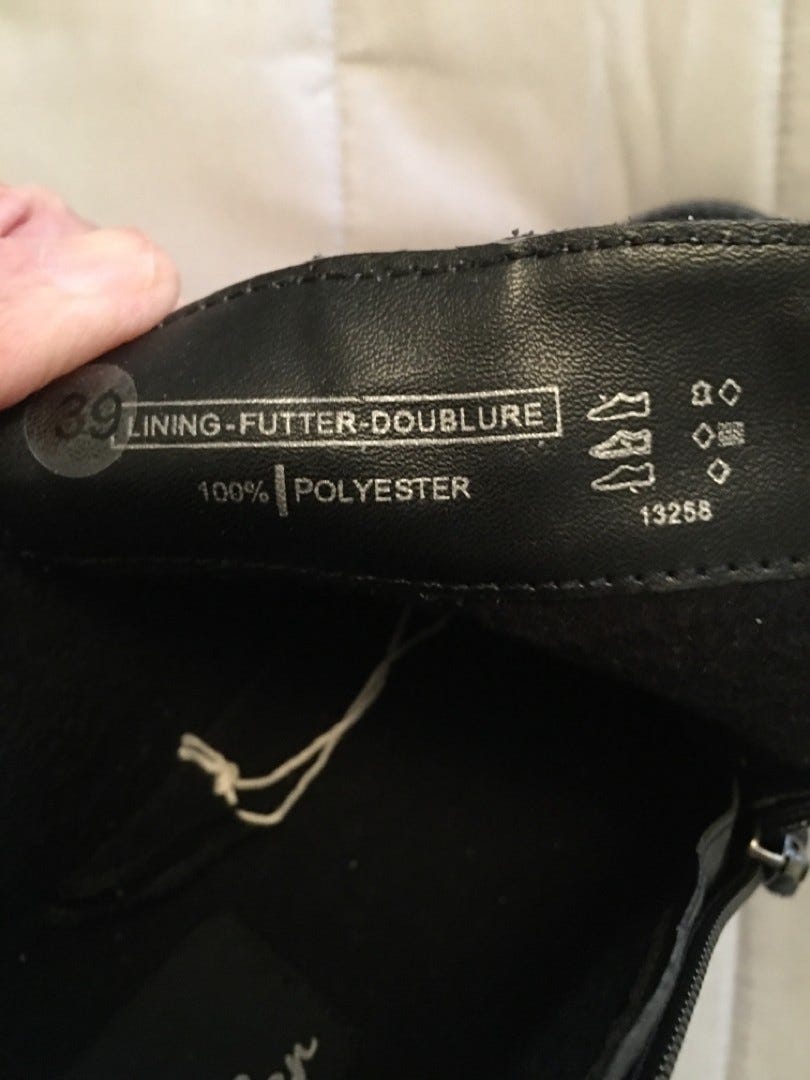 39
LINING-FUTTER-DOUBLURE
100% POLYESTER
13258